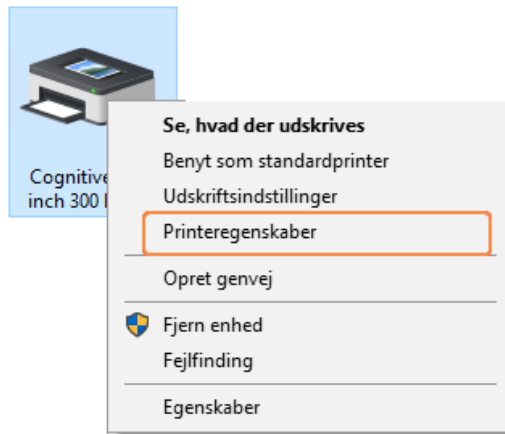 Cognitive
inch 300
Se, hvad der udskrives
Benyt som standardprinter
Udskriftsindstillinger
Printeregenskaber
Opret genvej
Fjern enhed
Fejlfinding
Egenskaber